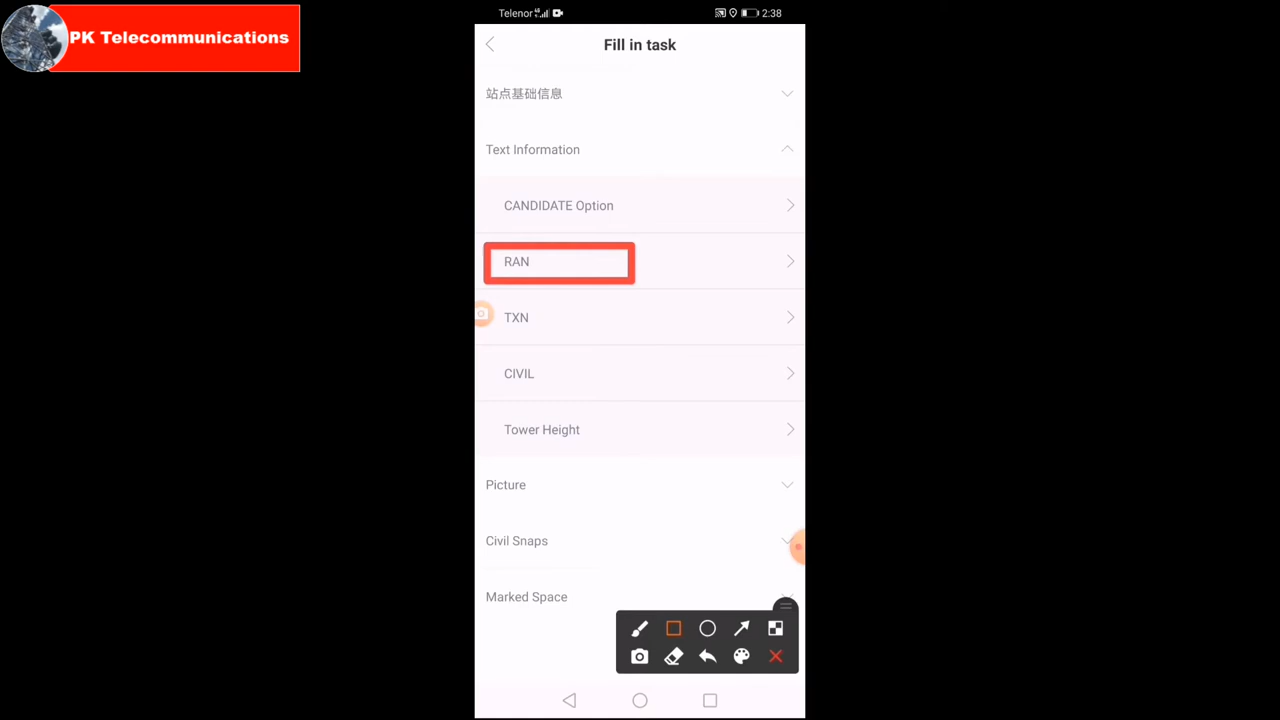 PK Telecommunications
Telenor 2:38
Fill in task
站点基础信息
Text Information
CANDIDATE Option
RAN
TXN
CIVIL
Tower Height
Picture
Civil Snaps
Marked Space